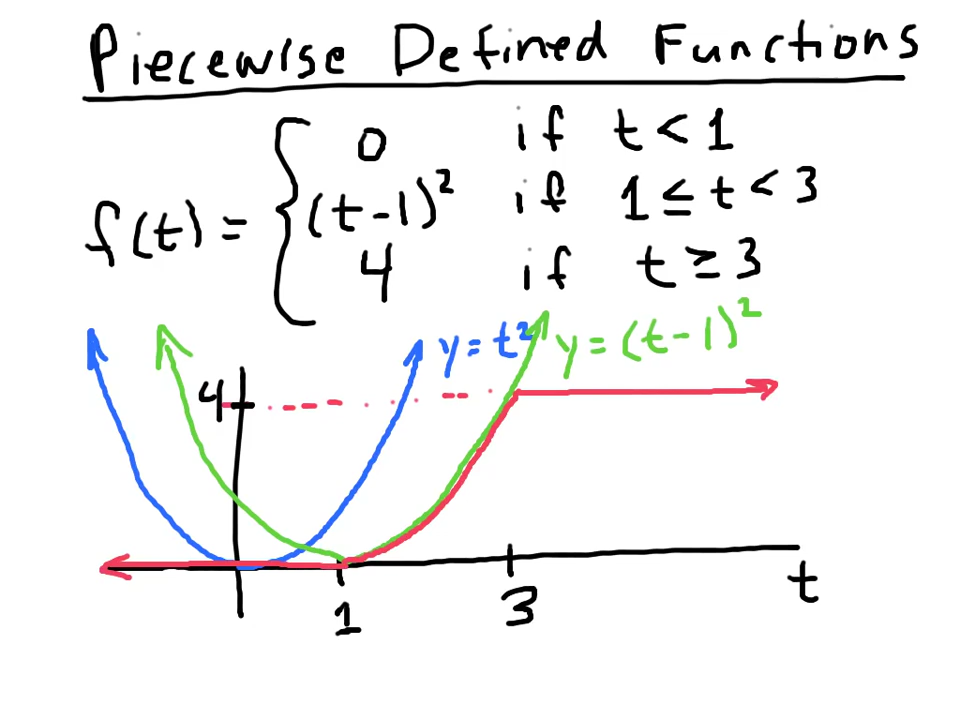 Piecewise Defined Functions
0 if t < 1
f(t) = { (t-1)² if 1 ≤ t < 3
4 if t ≥ 3
y = t² y = (t-1)²
4
t
1 3